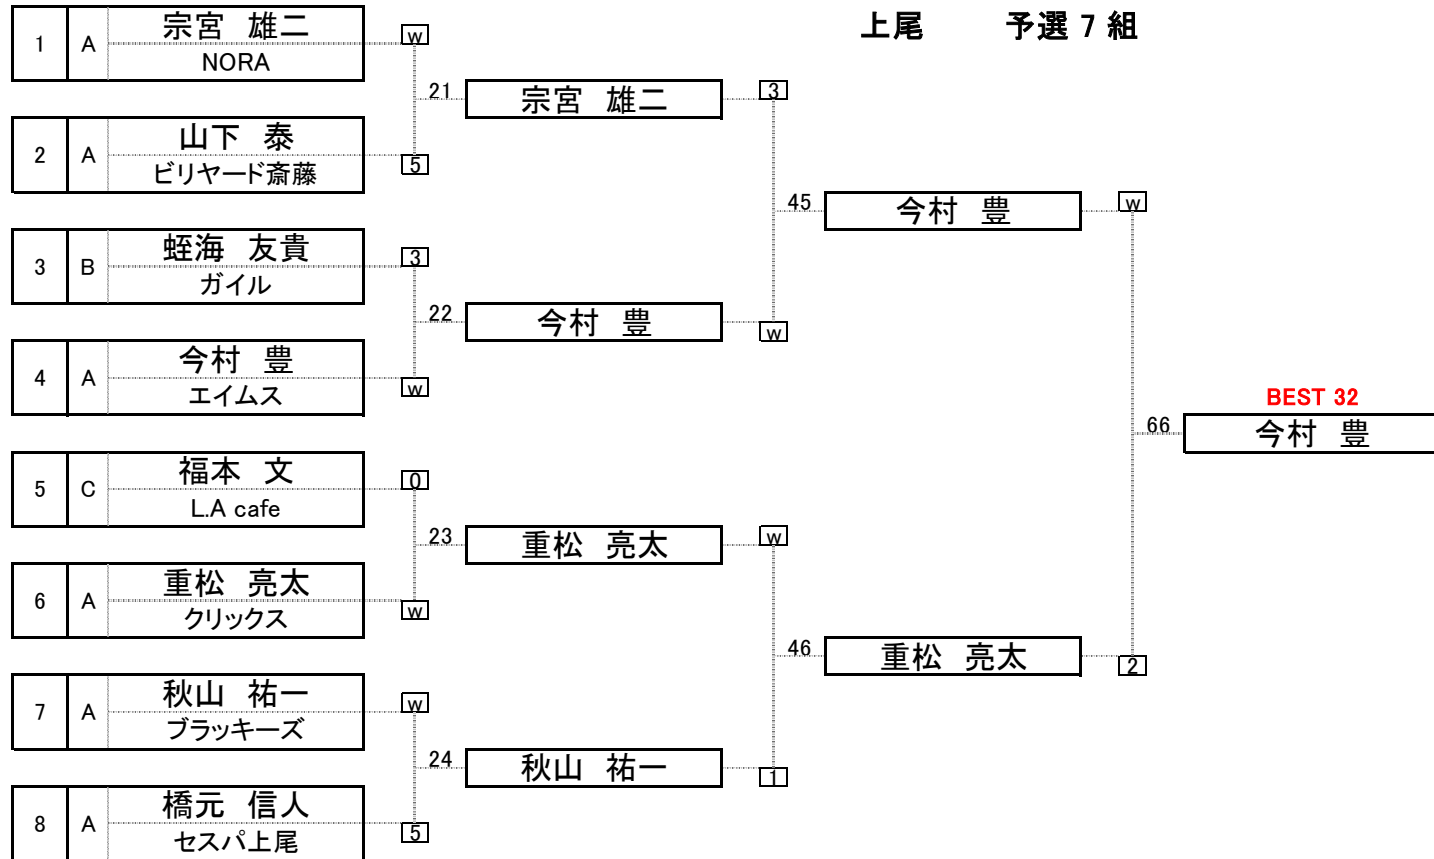 上尾 予選 7 組
1 A 宗宮 雄二
NORA
w
21 宗宮 雄二
3
2 A 山下 泰
ビリヤード斎藤
5
45 今村 豊
w
3 B 蛭海 友貴
ガイル
3
22 今村 豊
w
4 A 今村 豊
エイムス
w
BEST 32
66 今村 豊
5 C 福本 文
L.A cafe
0
23 重松 亮太
w
6 A 重松 亮太
クリックス
w
46 重松 亮太
2
7 A 秋山 祐一
ブラッキーズ
w
24 秋山 祐一
1
8 A 橋元 信人
セスパ上尾
5